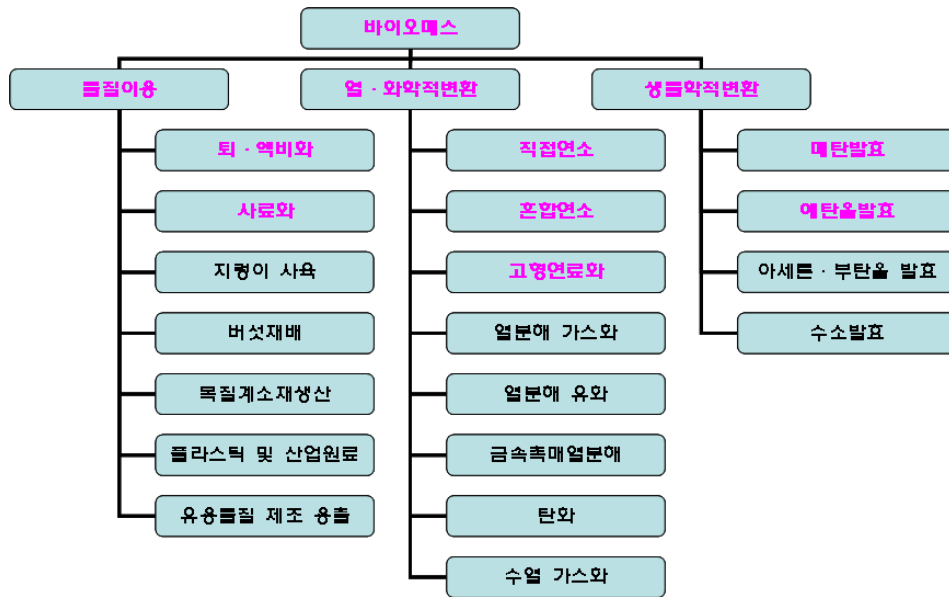 바이오매스
물질이용
열·화학적변환
생물학적변환
퇴·액비화
직접연소
메탄발효
사료화
혼합연소
에탄올발효
지렁이 사육
고형연료화
아세톤·부탄올 발효
버섯재배
열분해 가스화
수소발효
목질계소재생산
열분해 유화
플라스틱 및 산업원료
금속촉매열분해
유용물질 제조 용출
탄화
수열 가스화